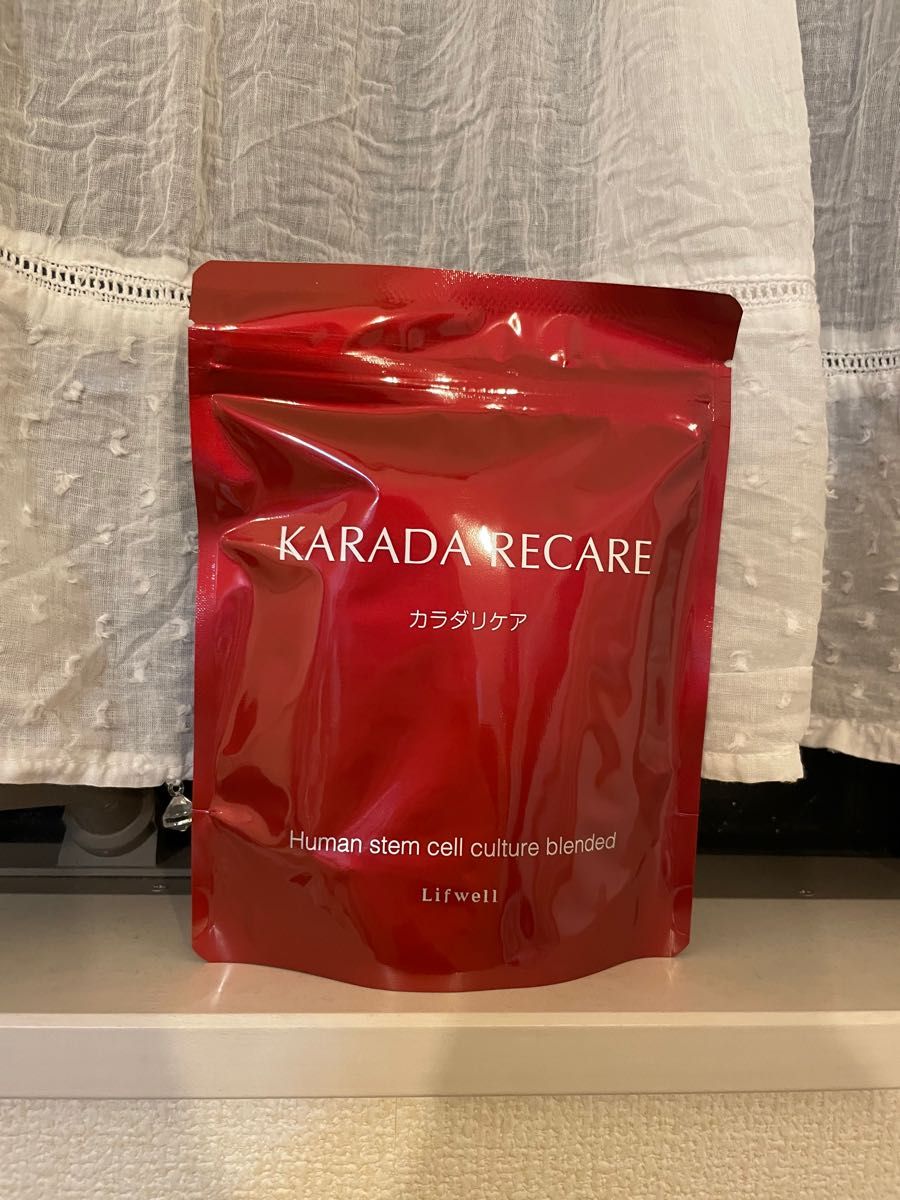 KARADA RECARE
カラダリケア
Human stem cell culture blended
Lifwell